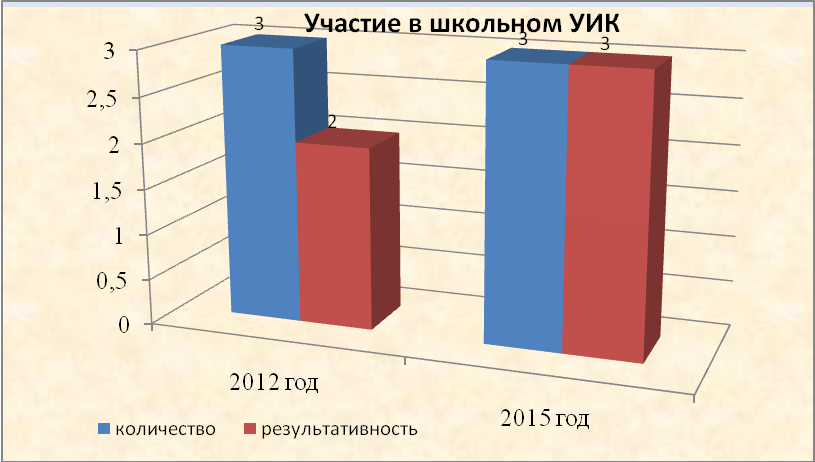 Участие в школьном УИК
3
3
3
2
3
2,5
2
1,5
1
0,5
0
2012 год
2015 год
количество
результативность